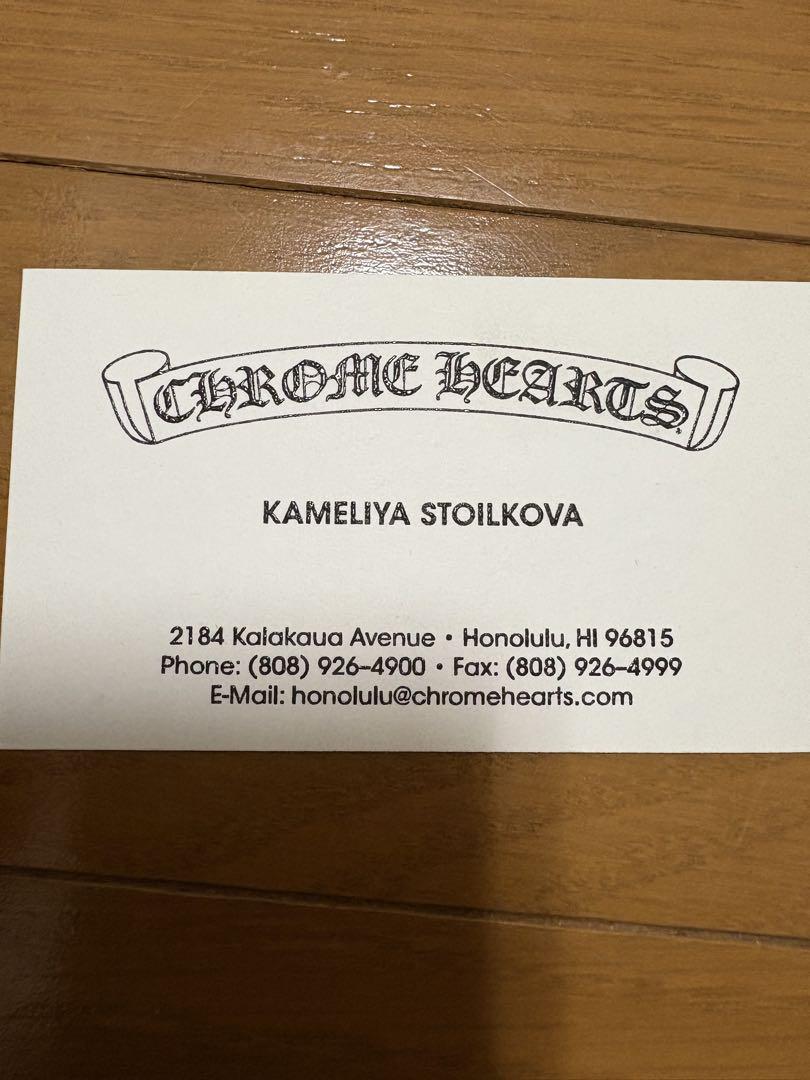 CHROME HEARTS
KAMELIYA STOILKOVA
2184 Kalakaua Avenue • Honolulu, HI 96815
Phone: (808) 926-4900 • Fax: (808) 926-4999
E-Mail: honolulu@chromehearts.com